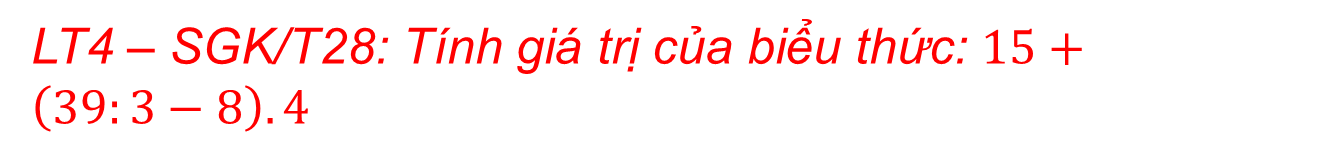 LT4 – SGK/T28: Tính giá trị của biểu thức: 15 +
(39: 3 − 8). 4